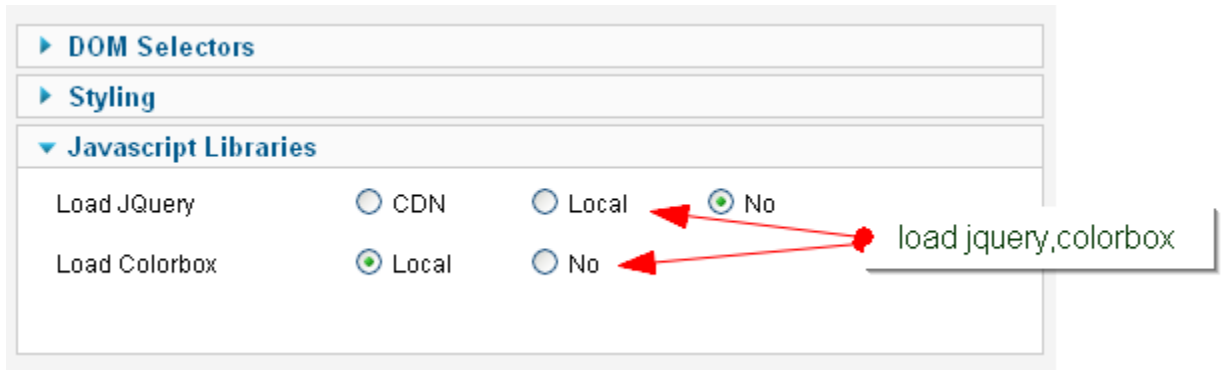 DOM Selectors
Styling
Javascript Libraries
Load JQuery CDN Local No
load jquery,colorbox
Load Colorbox Local No